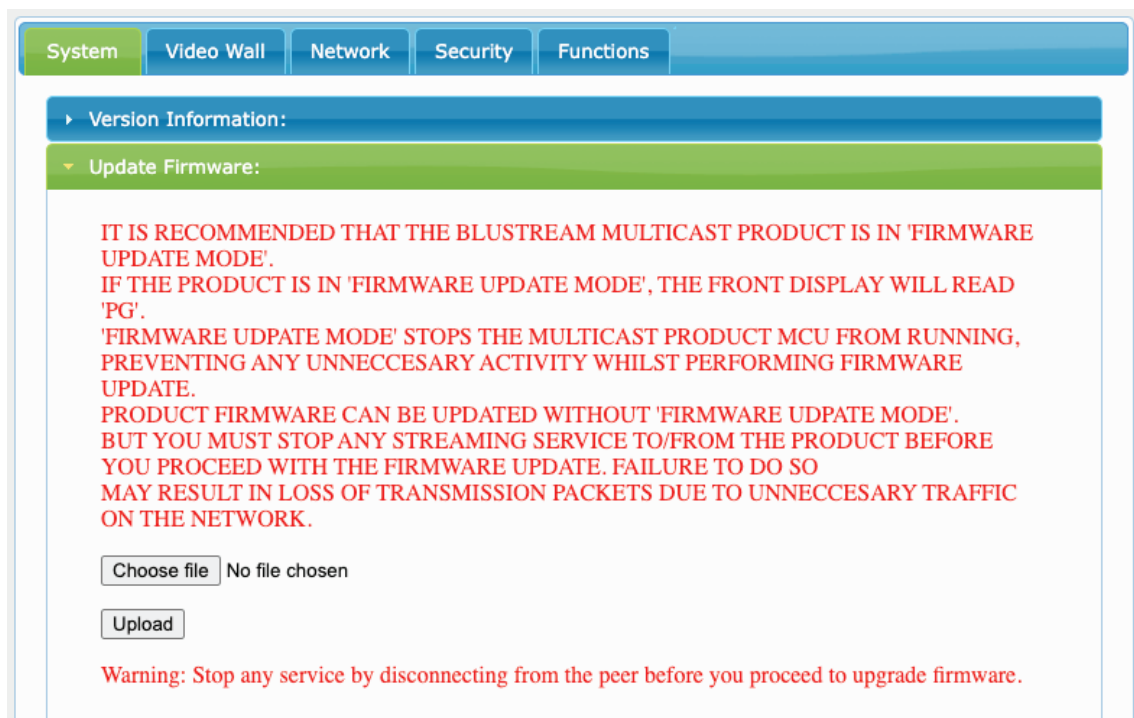 System Video Wall Network Security Functions
Version Information:
Update Firmware:
IT IS RECOMMENDED THAT THE BLUSTREAM MULTICAST PRODUCT IS IN 'FIRMWARE
UPDATE MODE'.
IF THE PRODUCT IS IN 'FIRMWARE UPDATE MODE', THE FRONT DISPLAY WILL READ
'PG'.
'FIRMWARE UDPATE MODE' STOPS THE MULTICAST PRODUCT MCU FROM RUNNING,
PREVENTING ANY UNNECCESARY ACTIVITY WHILST PERFORMING FIRMWARE
UPDATE.
PRODUCT FIRMWARE CAN BE UPDATED WITHOUT 'FIRMWARE UDPATE MODE'.
BUT YOU MUST STOP ANY STREAMING SERVICE TO/FROM THE PRODUCT BEFORE
YOU PROCEED WITH THE FIRMWARE UPDATE. FAILURE TO DO SO
MAY RESULT IN LOSS OF TRANSMISSION PACKETS DUE TO UNNECCESARY TRAFFIC
ON THE NETWORK.
Choose file No file chosen
Upload
Warning: Stop any service by disconnecting from the peer before you proceed to upgrade firmware.